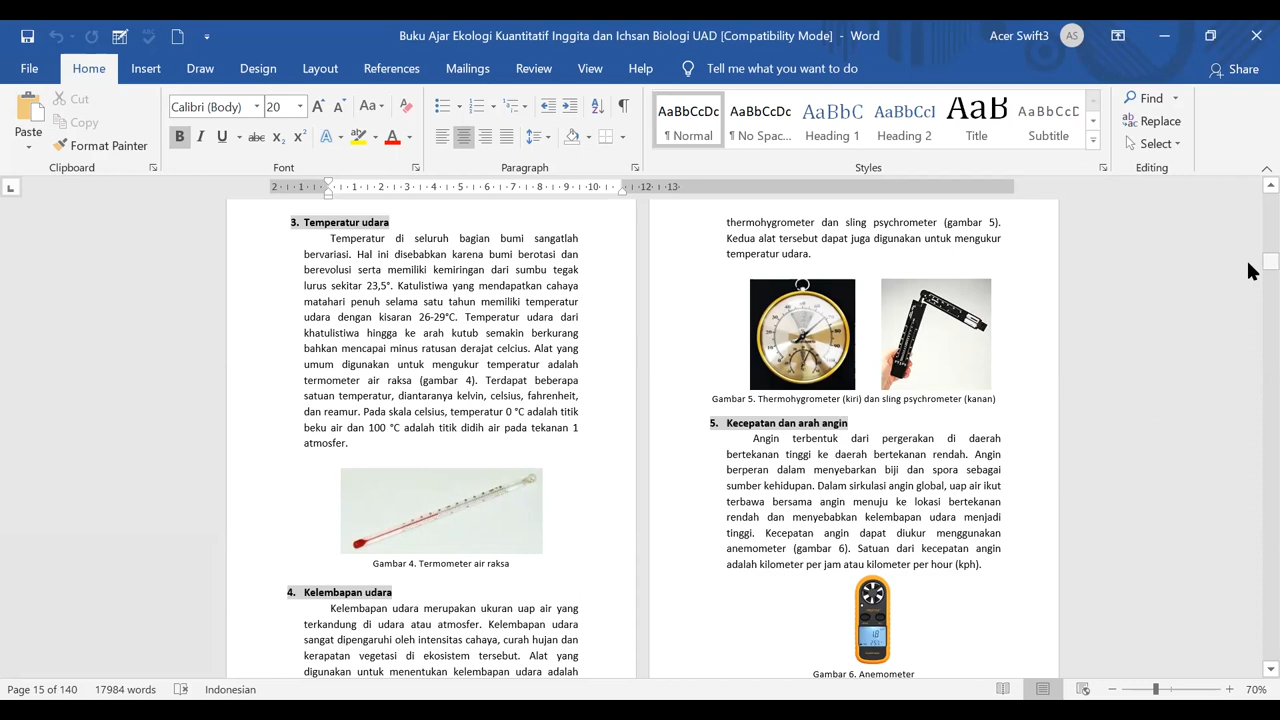 Buku Ajar Ekologi Kuantitatif Inggita dan Ichsan Biologi UAD [Compatibility Mode] - Word
Acer Swift3 AS
File Home Insert Draw Design Layout References Mailings Review View Help Tell me what you want to do Share
Paste
Cut
Copy
Format Painter
Clipboard
Calibri (Body) 20
Font
Paragraph
AaBbCcDc AaBbCcDc AaBbC AaBbCcI AaB AaBbCcD
¶ Normal ¶ No Spac... Heading 1 Heading 2 Title Subtitle
Styles
Find
Replace
Select
Editing
2 1 1 2 3 4 5 6 7 8 9 10 12 13
3. Temperatur udara
Temperatur di seluruh bagian bumi sangatlah
bervariasi. Hal ini disebabkan karena bumi berotasi dan
berevolusi serta memiliki kemiringan dari sumbu tegak
lurus sekitar 23,5°. Katulistiwa yang mendapatkan cahaya
matahari penuh selama satu tahun memiliki temperatur
udara dengan kisaran 26-29°C. Temperatur udara dari
khatulistiwa hingga ke arah kutub semakin berkurang
bahkan mencapai minus ratusan derajat celcius. Alat yang
umum digunakan untuk mengukur temperatur adalah
termometer air raksa (gambar 4). Terdapat beberapa
satuan temperatur, diantaranya kelvin, celsius, fahrenheit,
dan reamur. Pada skala celsius, temperatur 0 °C adalah titik
beku air dan 100 °C adalah titik didih air pada tekanan 1
atmosfer.
Gambar 4. Termometer air raksa
4. Kelembapan udara
Kelembapan udara merupakan ukuran uap air yang
terkandung di udara atau atmosfer. Kelembapan udara
sangat dipengaruhi oleh intensitas cahaya, curah hujan dan
kerapatan vegetasi di ekosistem tersebut. Alat yang
digunakan untuk menentukan kelembapan udara adalah
thermohygrometer dan sling psychrometer (gambar 5).
Kedua alat tersebut dapat juga digunakan untuk mengukur
temperatur udara.
Gambar 5. Thermohygrometer (kiri) dan sling psychrometer (kanan)
5. Kecepatan dan arah angin
Angin terbentuk dari pergerakan di daerah
bertekanan tinggi ke daerah bertekanan rendah. Angin
berperan dalam menyebarkan biji dan spora sebagai
sumber kehidupan. Dalam sirkulasi angin global, uap air ikut
terbawa bersama angin menuju ke lokasi bertekanan
rendah dan menyebabkan kelembapan udara menjadi
tinggi. Kecepatan angin dapat diukur menggunakan
anemometer (gambar 6). Satuan dari kecepatan angin
adalah kilometer per jam atau kilometer per hour (kph).
Gambar 6. Anemometer
Page 15 of 140 17984 words Indonesian 70%